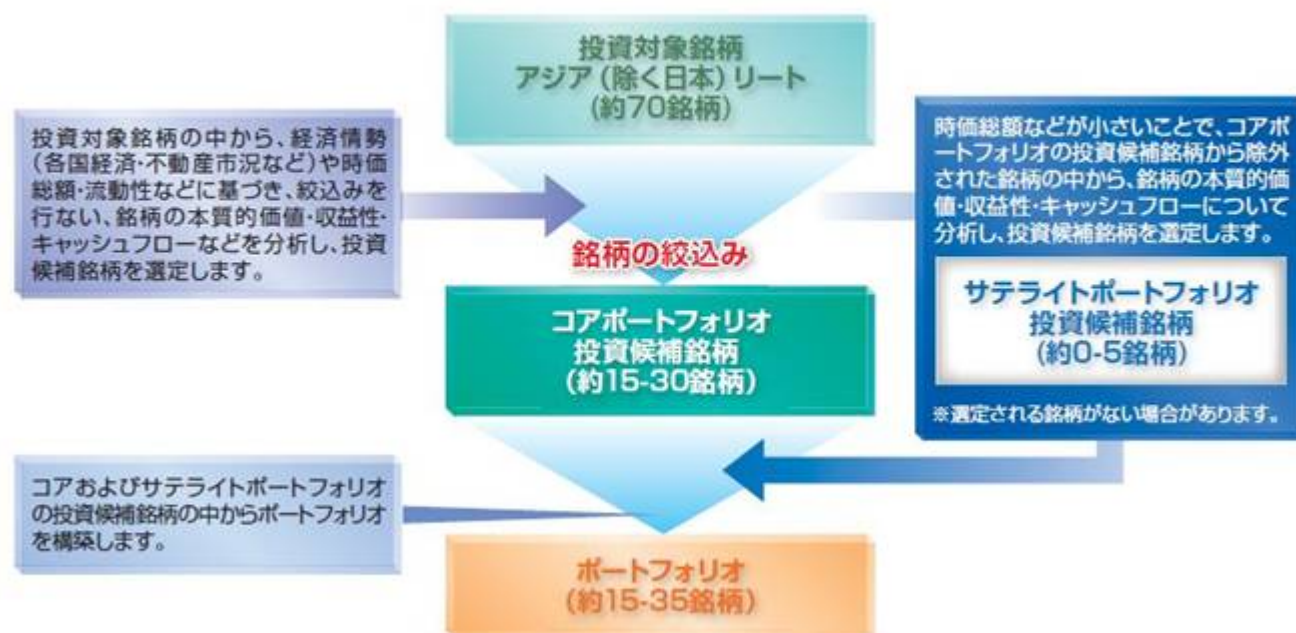 投資対象銘柄
アジア（除く日本）リート
(約70銘柄)
投資対象銘柄の中から、経済情勢
（各国経済・不動産市況など）や時価
総額・流動性などに基づき、絞込みを
行ない、銘柄の本質的価値・収益性・
キャッシュフローなどを分析し、投資
候補銘柄を選定します。
時価総額などが小さいことで、コアポ
ートフォリオの投資候補銘柄から除外
された銘柄の中から、銘柄の本質的価
値・収益性・キャッシュフローについて
分析し、投資候補銘柄を選定します。
銘柄の絞込み
サテライトポートフォリオ
投資候補銘柄
(約0-5銘柄)
※選定される銘柄がない場合があります。
コアポートフォリオ
投資候補銘柄
(約15-30銘柄)
コアおよびサテライトポートフォリオ
の投資候補銘柄の中からポートフォリオ
を構築します。
ポートフォリオ
(約15-35銘柄)